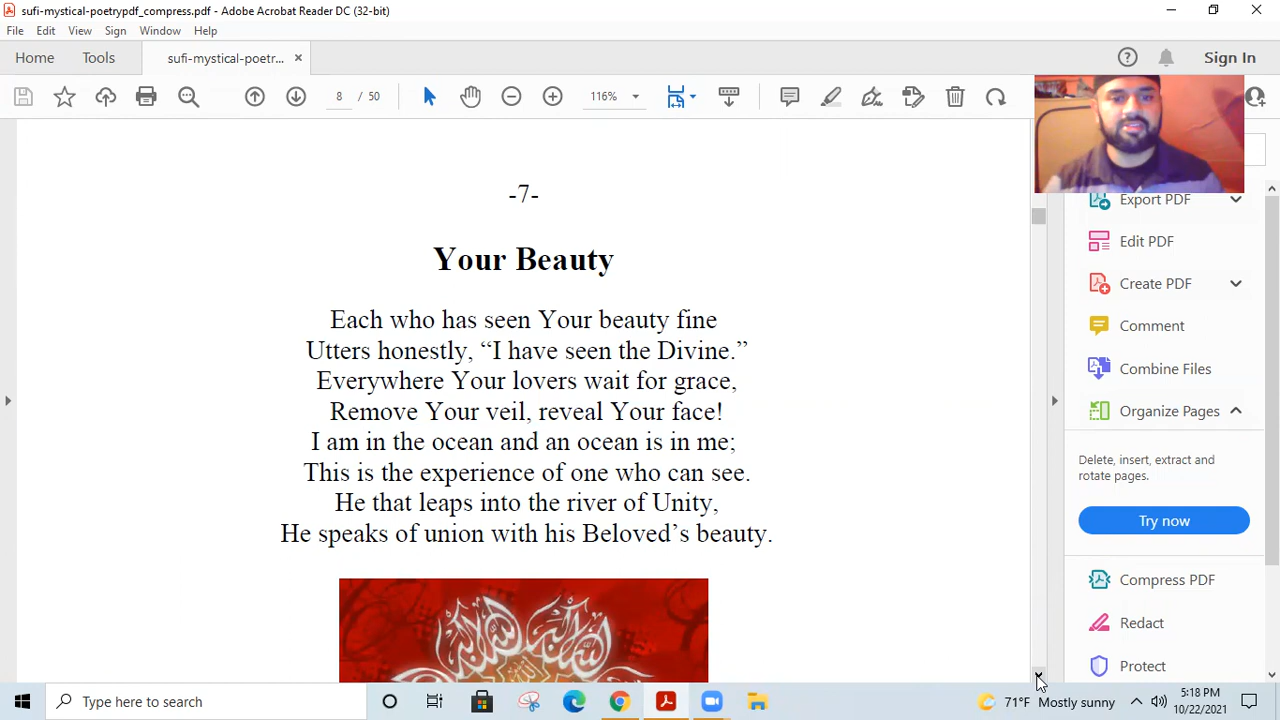 sufi-mystical-poetrypdf_compress.pdf - Adobe Acrobat Reader DC (32-bit)
File Edit View Sign Window Help
Home Tools sufi-mystical-poetr... Sign In
50 116%
-7-
Your Beauty
Each who has seen Your beauty fine
Utters honestly, “I have seen the Divine.”
Everywhere Your lovers wait for grace,
Remove Your veil, reveal Your face!
I am in the ocean and an ocean is in me;
This is the experience of one who can see.
He that leaps into the river of Unity,
He speaks of union with his Beloved’s beauty.
Export PDF
Edit PDF
Create PDF
Comment
Combine Files
Organize Pages
Delete, insert, extract and
rotate pages.
Try now
Compress PDF
Redact
Protect
Type here to search
71°F Mostly sunny
5:18 PM
10/22/2021